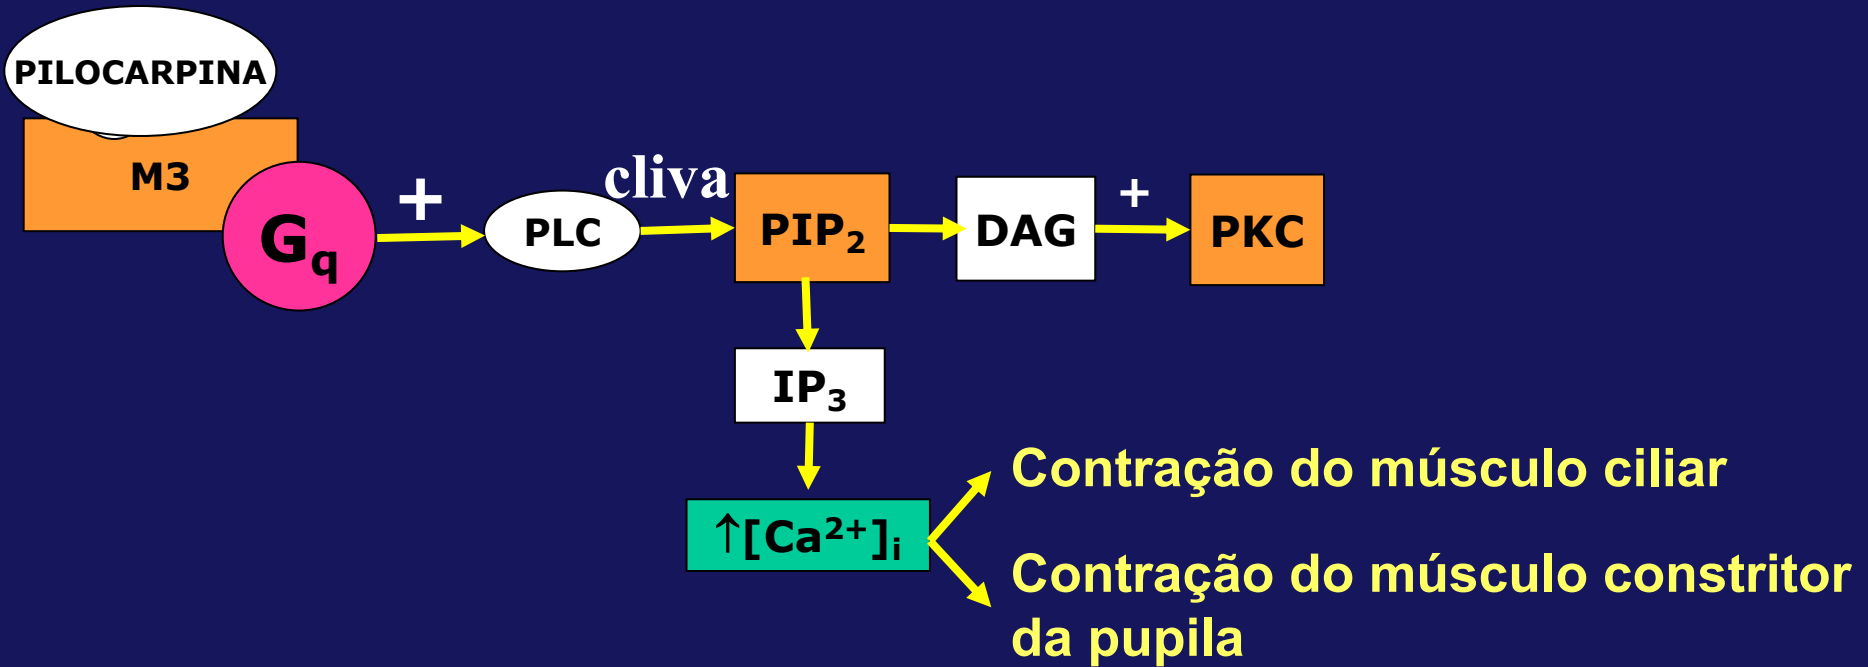 PILOCARPINA
M3
Gq
+
PLC
cliva
PIP2
DAG
+
PKC
IP3
↑[Ca²⁺]i
Contração do músculo ciliar
Contração do músculo constritor
da pupila